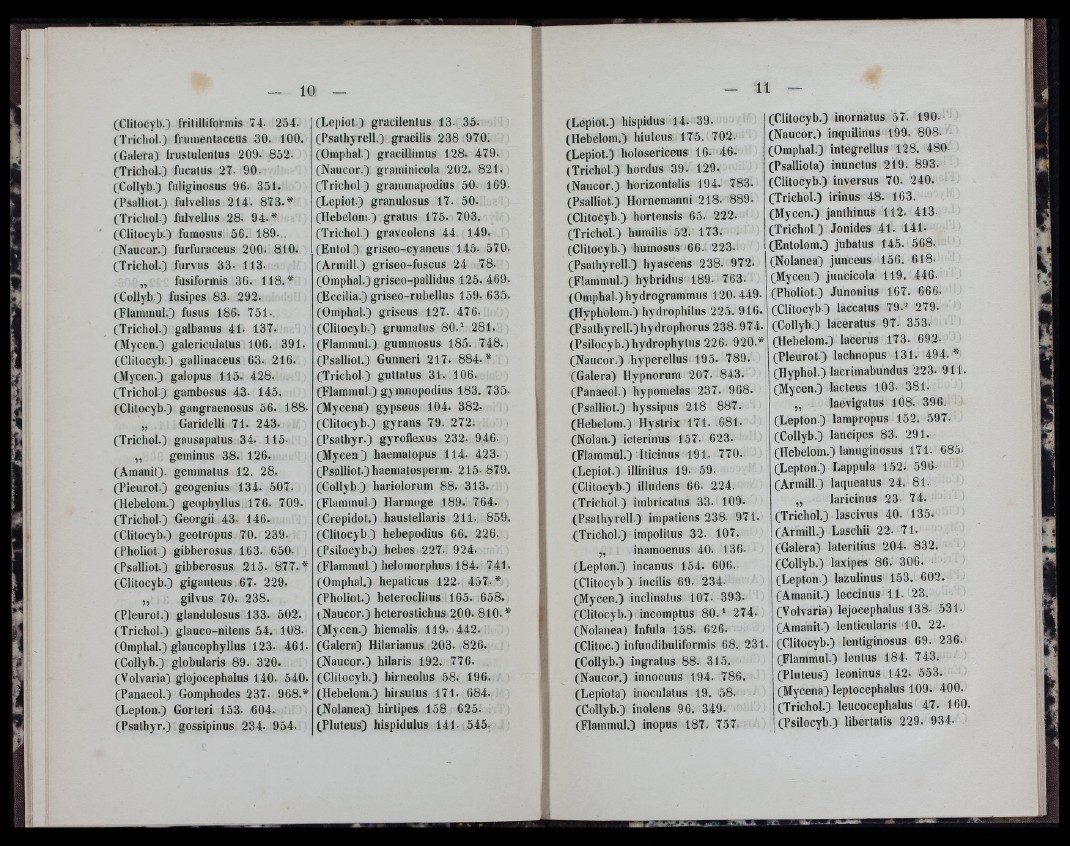 — 10 —
(Clitocyb.) fritilliformis 74. 254.
(Trichol.) frumentaceus 30. 100.
(Galera) frustulentus 209. 852.
(Trichol.) fucatus 27. 90.
(Collyb.) fuliginosus 96. 351.
(Psalliot.) fulvellus 214. 873.*
(Trichol.) fulvellus 28. 94.*
(Clitocyb.) fumosus 56. 189.
(Naucor.) furfuraceus 200. 810.
(Trichol.) furvus 33. 113.
„ fusiformis 36. 118.*
(Collyb.) fusipes 83. 292.
(Flammul.) fusus 186. 751.
(Trichol.) galbanus 41. 137.
(Mycen.) galericulatus 106. 391.
(Clitocyb.) gallinaceus 63. 216.
(Mycen.) galopus 115. 428.
(Trichol.) gambosus 43. 145.
(Clitocyb.) gangraenosus 56. 188.
„ Garidelli 71. 243.
(Trichol.) gausapatus 34. 115.
„ geminus 38. 126.
(Amanit). gemmatus 12. 28.
(Pleurot.) geogenius 134. 507.
(Hebelom.) geophyllus 176. 709.
(Trichol.) Georgii 43. 146.
(Clitocyb.) geotropus 70. 239.
(Pholiot.) gibberosus 163. 650.
(Psalliot.) gibberosus 215. 877.*
(Clitocyb.) giganteus 67. 229.
„ gilvus 70. 238.
(Pleurot.) glandulosus 133. 502.
(Trichol.) glauco-nitens 54. 108.
(Omphal.) glaucophyllus 123. 461.
(Collyb.) globularis 89. 320.
(Volvaria) glojocephalus 140. 540.
(Panaeol.) Gomphodes 237. 968.*
(Lepton.) Gorteri 153. 604.
(Psathyr.) gossipinus 234. 954.
(Lepiot.) gracilentus 13. 35.
(Psathyrell.) gracilis 238 970.
(Omphal.) gracillimus 128. 479.
(Naucor.) graminicola 202. 821.
(Trichol.) grammapodius 50. 169.
(Lepiot.) granulosus 17. 50.
(Hebelom.) gratus 175. 703.
(Trichol.) graveolens 44. 149.
(Entol.) griseo-cyaneus 145. 570.
(Armill.) griseo-fuscus 24 78.
(Omphal.) griseo-pallidus 125. 469.
(Eccilia.) griseo-rubellus 159. 635.
(Omphal.) griseus 127. 476.
(Clitocyb.) grumatus 80.¹ 281.
(Flammul.) gummosus 185. 748.
(Psalliot.) Gunneri 217. 884.*
(Trichol.) guttatus 31. 106.
(Flammul.) gymnopodius 183. 735.
(Mycena) gypseus 104. 382.
(Clitocyb.) gyrans 79. 272.
(Psathyr.) gyroflexus 232. 946.
(Mycen.) haematopus 114. 423.
(Psalliot.) haematosperm. 215. 879.
(Collyb.) hariolorum 88. 313.
(Flammul.) Harmoge 189. 764.
(Crepidot.) haustellaris 211. 859.
(Clitocyb.) hebepodius 66. 226.
(Psilocyb.) hebes 227. 924.
(Flammul.) helomorphus 184. 741.
(Omphal.) hepaticus 122. 457.*
(Pholiot.) heteroclitus 165. 658.
(Naucor.) heterostichus 200. 810.*
(Mycen.) hiemalis 119. 442.
(Galera) Hilarianus 203. 826.
(Naucor.) hilaris 192. 776.
(Clitocyb.) hirneolus 58. 196.
(Hebelom.) hirsutus 171. 684.
(Nolanea) hirtipes 158 625.
(Pluteus) hispidulus 141. 545.
— 11 —
(Lepiot.) hispidus 14. 39.
(Hebelom.) hiulcus 175. 702.
(Lepiot.) holosericeus 16. 46.
(Trichol.) hordus 39. 129.
(Naucor.) horizontalis 194. 783.
(Psalliot.) Hornemanni 218. 889.
(Clitocyb.) hortensis 65. 222.
(Trichol.) humilis 52. 173.
(Clitocyb.) humosus 66. 223.
(Psathyrell.) hyascens 238. 972.
(Flammul.) hybridus 189. 763.
(Omphal.) hydrogrammus 120. 449.
(Hypholom.) hydrophilus 225. 916.
(Psathyrell.) hydrophorus 238. 974.
(Psilocyb.) hydrophytus 226. 920.*
(Naucor.) hyperellus 195. 789.
(Galera) Hypnorum 207. 843.
(Panaeol.) hypomelas 237. 968.
(Psalliot.) hyssipus 218 887.
(Hebelom.) Hystrix 171. 681.
(Nolan.) icterinus 157. 623.
(Flammul.) Iticinus 191. 770.
(Lepiot.) illinitus 19. 59.
(Clitocyb.) illudens 66. 224.
(Trichol.) imbricatus 33. 109.
(Psathyrell.) impatiens 238. 971.
(Trichol.) impolitus 32. 107.
„ inamoenus 40. 136.
(Lepton.) incanus 154. 606.
(Clitocyb.) incilis 69. 234.
(Mycen.) inclinatus 107. 393.
(Clitocyb.) incomptus 80.¹ 274.
(Nolanea) Infula 158. 626.
(Clitoc.) infundibuliformis 68. 231.
(Collyb.) ingratus 88. 315.
(Naucor.) innocuus 194. 786.
(Lepiota) inoculatus 19. 58.
(Collyb.) inolens 96. 349.
(Flammul.) inopus 187. 757.
(Clitocyb.) inornatus 57. 190.
(Naucor.) inquilinus 199. 808.
(Omphal.) integrellus 128. 480.
(Psalliota) inunctus 219. 893.
(Clitocyb.) inversus 70. 240.
(Trichol.) irinus 48. 163.
(Mycen.) janthinus 112. 413.
(Trichol.) Jonides 41. 141.
(Entolom.) jubatus 145. 568.
(Nolanea) junceus 156. 618.
(Mycen.) juncicola 119. 446.
(Pholiot.) Junonius 167. 666.
(Clitocyb.) laccatus 79.² 279.
(Collyb.) laceratus 97. 353.
(Hebelom.) lacerus 173. 692.
(Pleurot.) lachnopus 131. 494.*
(Hyphol.) lacrimabundus 223. 911.
(Mycen.) lacteus 103. 381.
„ laevigatus 108. 396.
(Lepton.) lampropus 152. 597.
(Collyb.) lancipes 83. 291.
(Hebelom.) lanuginosus 171. 685.
(Lepton.) Lappula 152. 596.
(Armill.) laqueatus 24. 81.
„ laricinus 23. 74.
(Trichol.) lascivus 40. 135.
(Armill.) Laschii 22. 71.
(Galera) lateritius 204. 832.
(Collyb.) laxipes 86. 306.
(Lepton.) lazulinus 153. 602.
(Amanit.) leccinus 11. 23.
(Volvaria) lejocephalus 138. 531.
(Amanit.) lenticularis 10. 22.
(Clitocyb.) lentiginosus 69. 236.
(Flammul.) lentus 184. 743.
(Pluteus) leoninus 142. 553.
(Mycena) leptocephalus 109. 400.
(Trichol.) leucocephalus 47. 160.
(Psilocyb.) libertatis 229. 934.